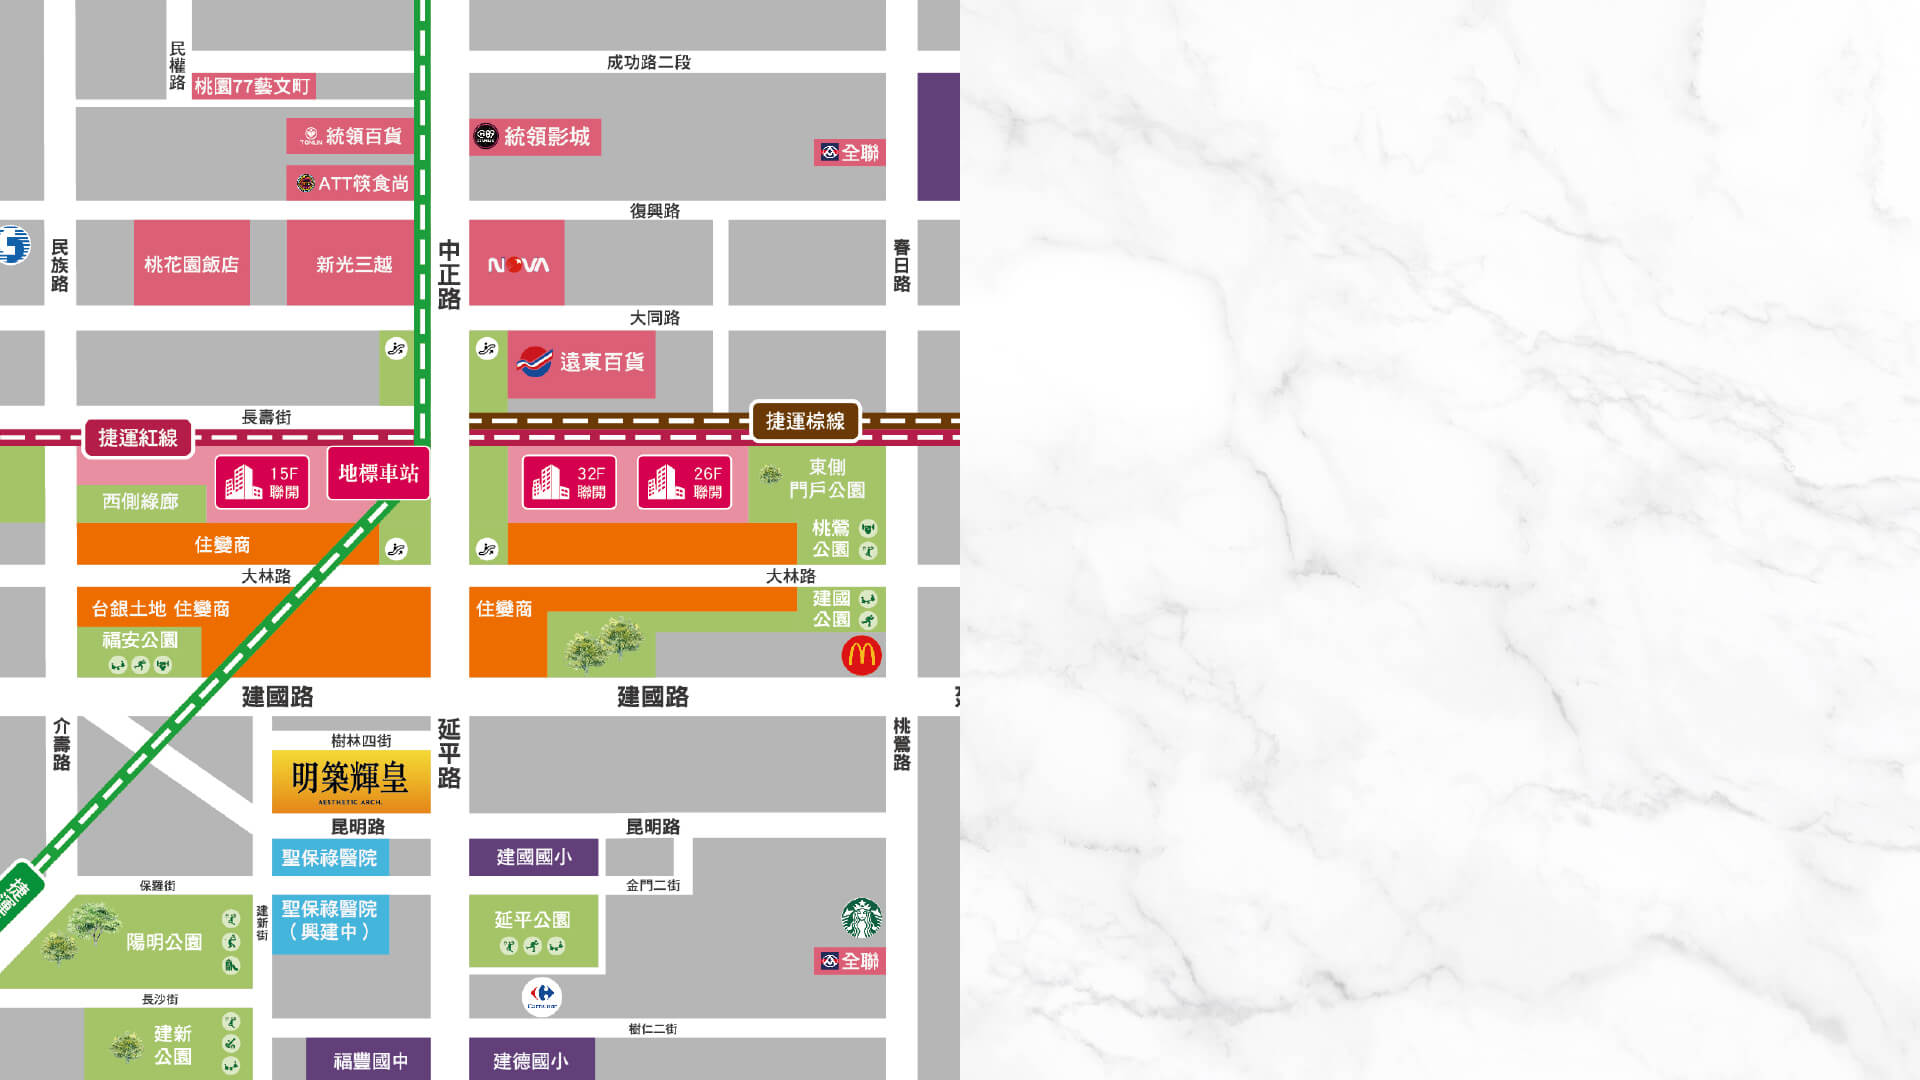 民權路
成功路二段
桃園77藝文町
TONLIN 統領百貨
統領影城
全聯
ATT筷食尚
復興路
民族路
中正路
春日路
桃花園飯店
新光三越
NOVA
大同路
遠東百貨
長壽街
捷運棕線
捷運紅線
15F
聯開
地標車站
32F
聯開
26F
聯開
東側
門戶公園
西側綠廊
桃鶯
公園
住變商
大林路
大林路
台銀土地 住變商
住變商
建國
公園
福安公園
建國路
建國路
介壽路
延平路
桃鶯路
樹林四街
明築輝皇
AESTHETIC ARCH.
昆明路
昆明路
聖保祿醫院
建國國小
捷運
保羅街
金門二街
建新街
聖保祿醫院
（興建中）
延平公園
陽明公園
全聯
長沙街
Carrefour
建新
公園
樹仁二街
福豐國中
建德國小